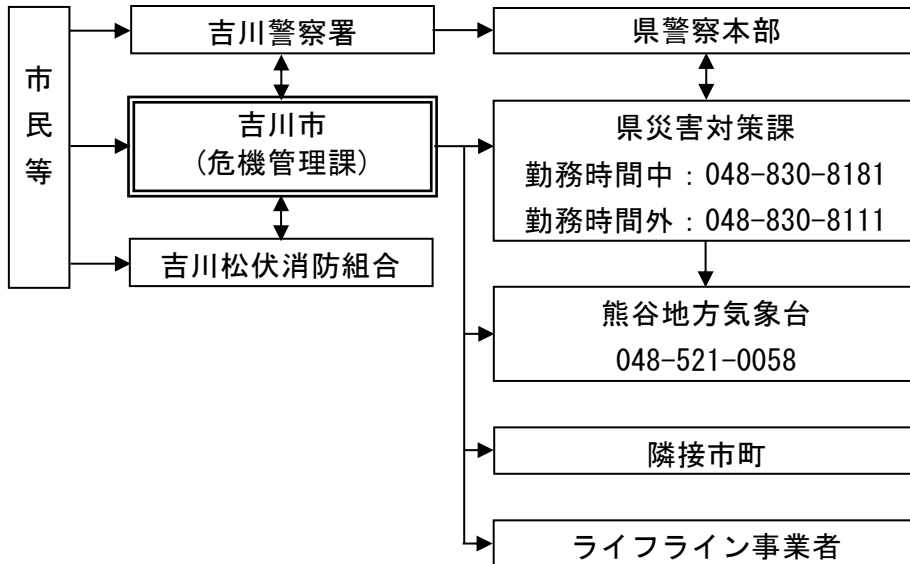 市民等
吉川警察署
県警察本部
吉川市
(危機管理課)
県災害対策課
勤務時間中：048-830-8181
勤務時間外：048-830-8111
吉川松伏消防組合
熊谷地方気象台
048-521-0058
隣接市町
ライフライン事業者